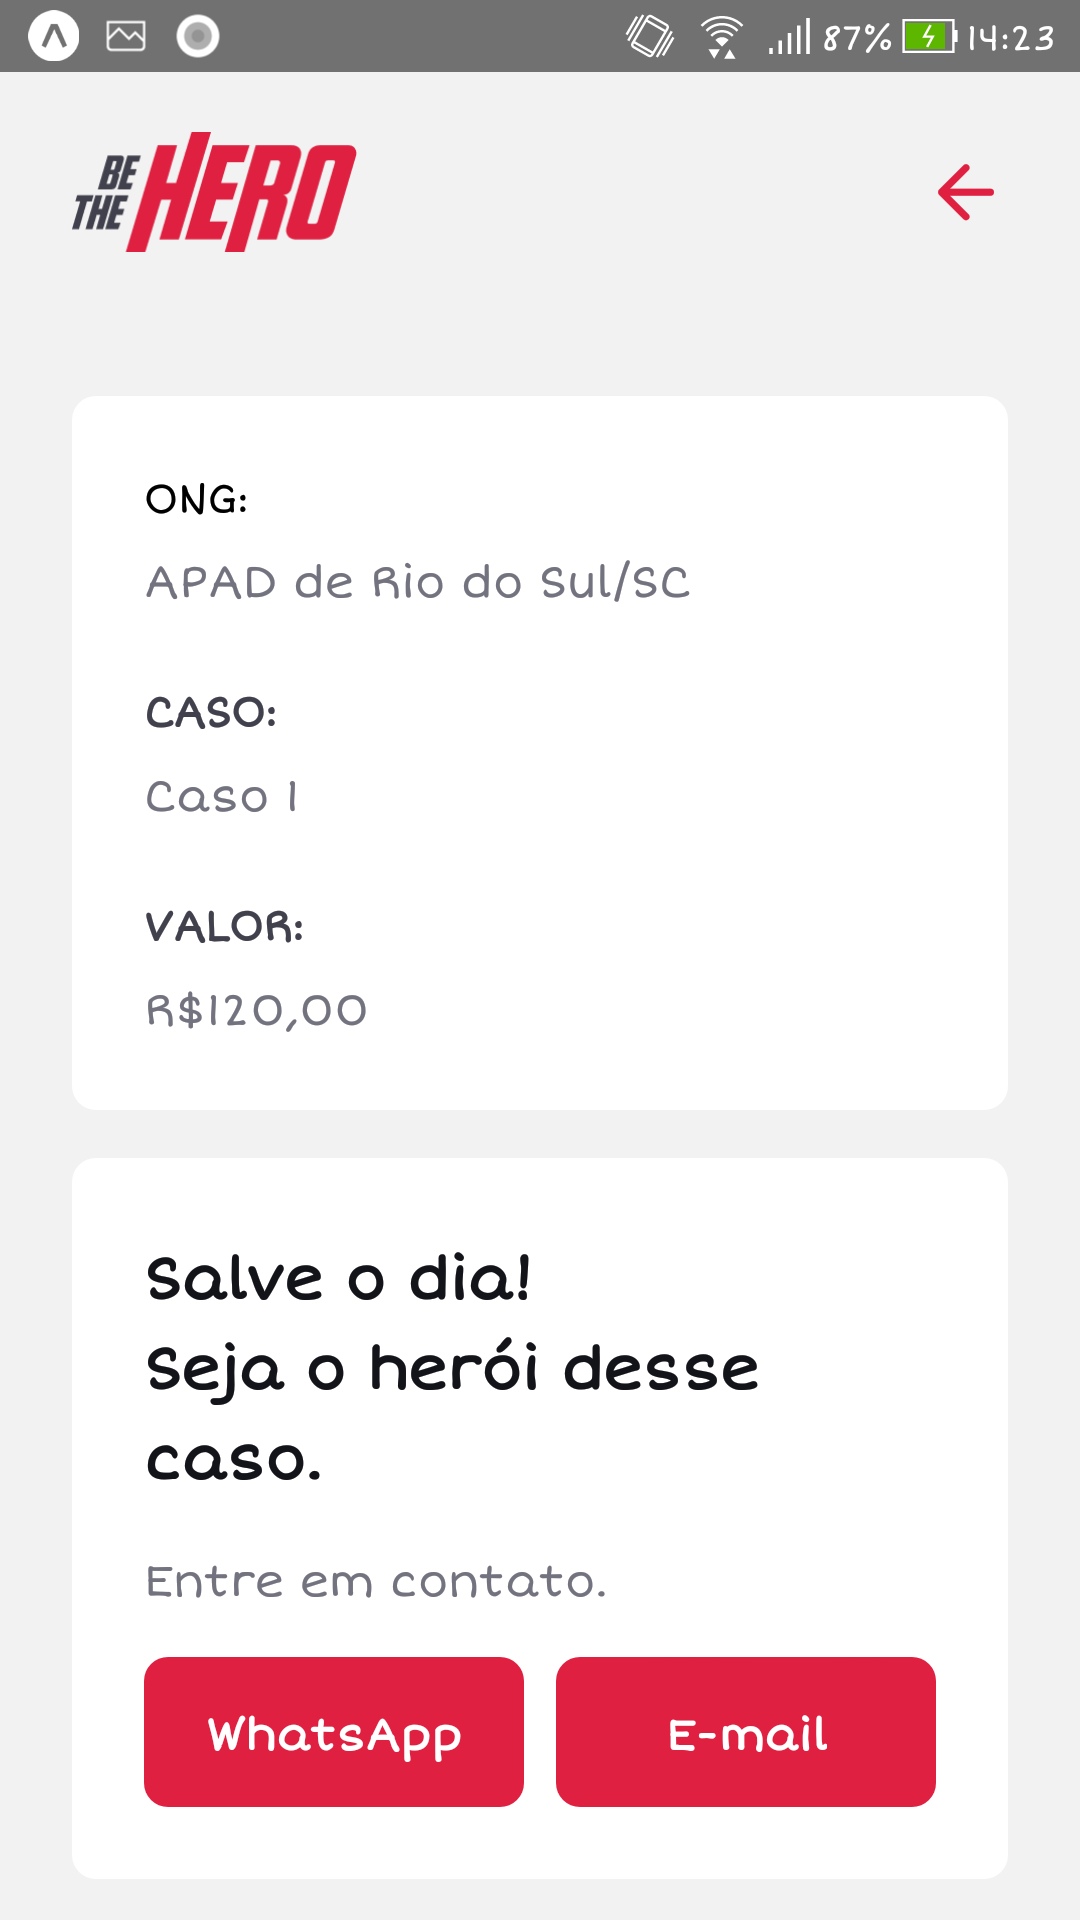 87% 14:23
BE THE HERO
ONG:
APAD de Rio do Sul/SC
CASO:
Caso 1
VALOR:
R$120,00
Salve o dia!
Seja o herói desse
caso.
Entre em contato.
WhatsApp E-mail